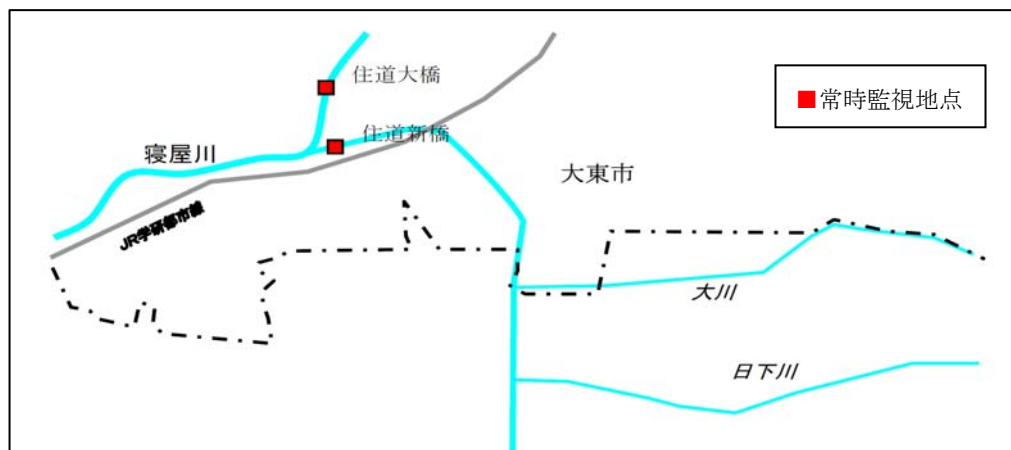 住道大橋
■常時監視地点
住道新橋
寝屋川
大東市
JR学研都市線
大川
日下川